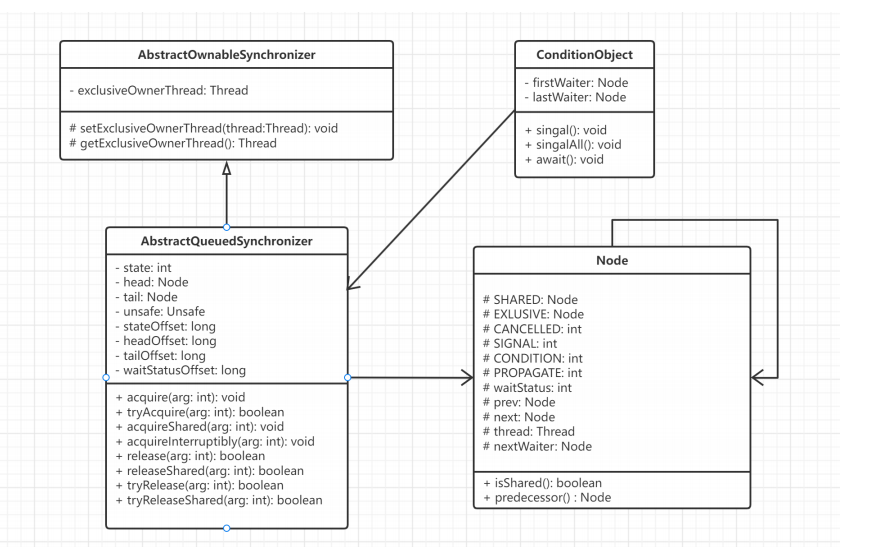 AbstractOwnableSynchronizer
- exclusiveOwnerThread: Thread
# setExclusiveOwnerThread(thread:Thread): void
# getExclusiveOwnerThread(): Thread
ConditionObject
- firstWaiter: Node
- lastWaiter: Node
+ singal(): void
+ singalAll(): void
+ await(): void
AbstractQueuedSynchronizer
- state: int
- head: Node
- tail: Node
- unsafe: Unsafe
- stateOffset: long
- headOffset: long
- tailOffset: long
- waitStatusOffset: long
+ acquire(arg: int): void
+ tryAcquire(arg: int): boolean
+ acquireShared(arg: int): void
+ acquireInterruptibly(arg: int): void
+ release(arg: int): boolean
+ releaseShared(arg: int): boolean
+ tryRelease(arg: int): boolean
+ tryReleaseShared(arg: int): boolean
Node
# SHARED: Node
# EXLUSIVE: Node
# CANCELLED: int
# SIGNAL: int
# CONDITION: int
# PROPAGATE: int
# waitStatus: int
# prev: Node
# next: Node
# thread: Thread
# nextWaiter: Node
+ isShared(): boolean
+ predecessor() : Node